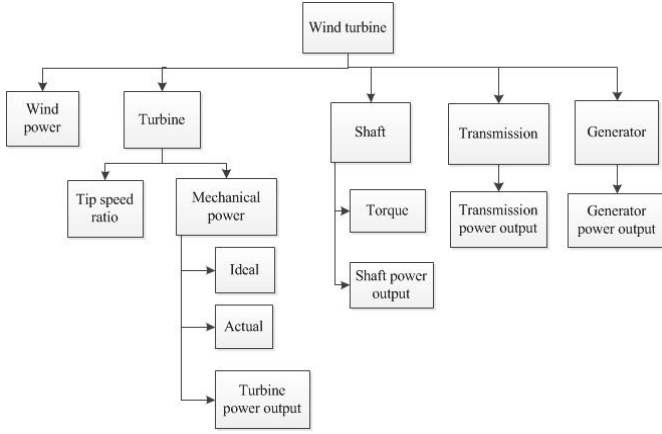 Wind turbine
Wind
power
Turbine
Shaft
Transmission
Generator
Tip speed
ratio
Mechanical
power
Torque
Transmission
power output
Generator
power output
Ideal
Shaft power
output
Actual
Turbine
power output